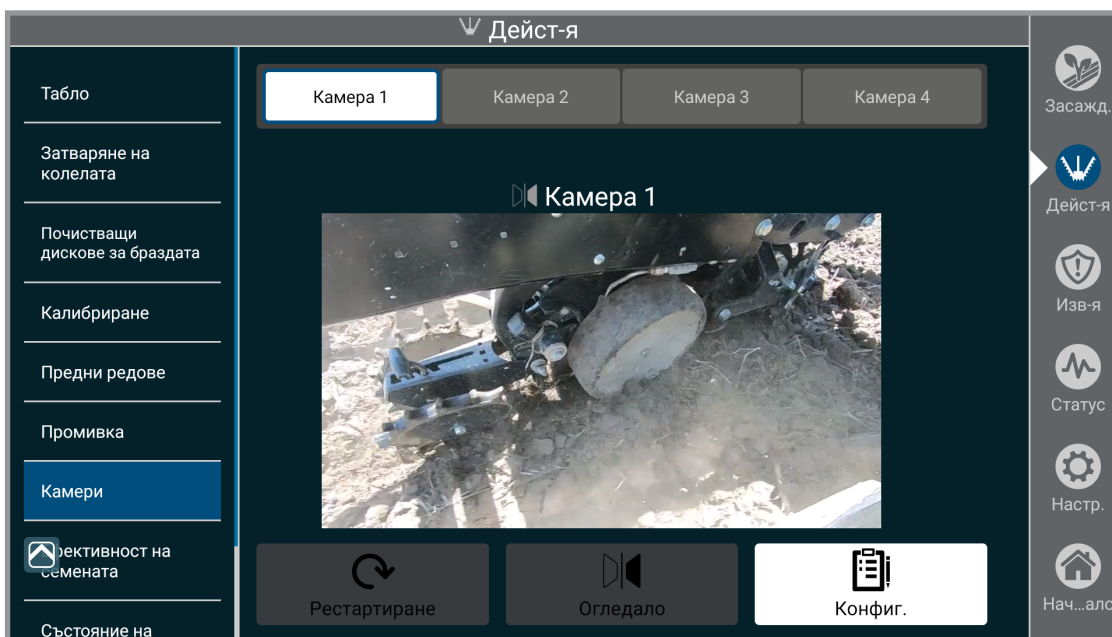 Дейст-я
Табло
Затваряне на
колелата
Почистващи
дискове за браздата
Калибриране
Предни редове
Промивка
Камери
ективност на
семената
Състояние на
Камера 1
Камера 2
Камера 3
Камера 4
Камера 1
Рестартиране
Огледало
Конфиг.
Засажд.
Дейст-я
Изв-я
Статус
Настр.
Нач...ало